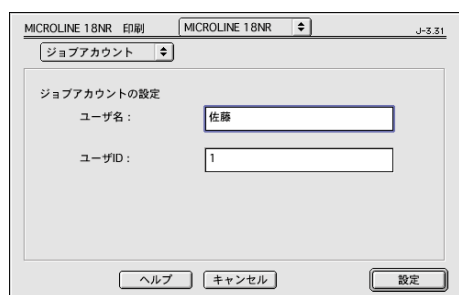 MICROLINE 18NR 印刷 MICROLINE 18NR J-3.31
ジョブアカウント
ジョブアカウントの設定
ユーザ名： 佐藤
ユーザID： 1
ヘルプ キャンセル 設定